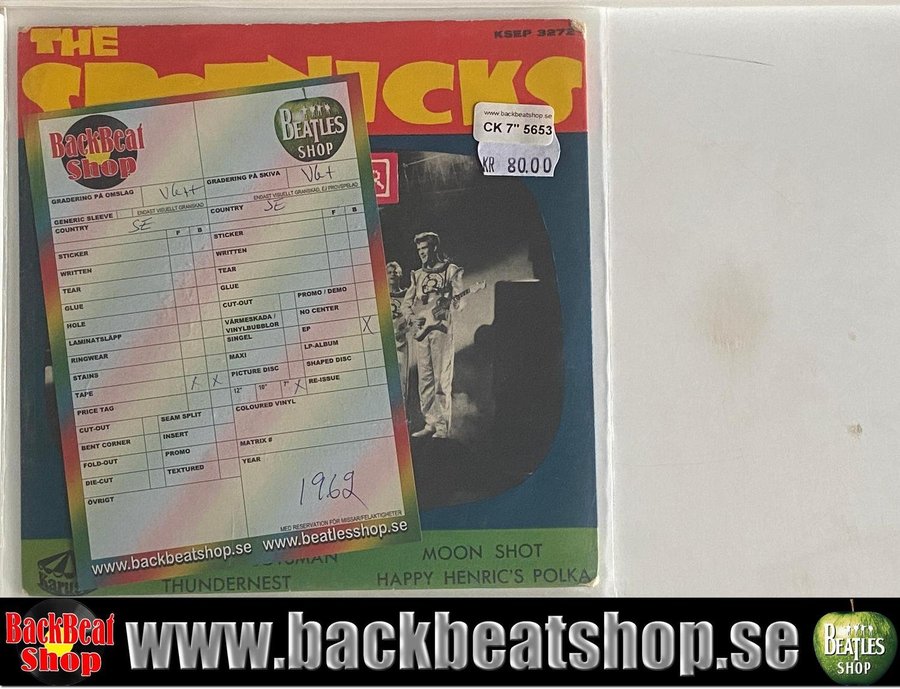 THE
KSEP 3272
SPOTNICKS
www.backbeatshop.se
CK 7" 5653
KR 80.00
BackBeat
Shop
BEATLES
SHOP
GRADERING PÅ OMSLAG
VG++
GRADERING PÅ SKIVA
VG+
GENERIC SLEEVE
ENDAST VISUELLT GRANSKAD
ENDAST VISUELLT GRANSKAD, EJ PROVSPELAD
COUNTRY
SE
F B
COUNTRY
SE
F B
STICKER
WRITTEN
TEAR
GLUE
HOLE
LAMINATSLÄPP
RINGWEAR
STAINS
TAPE X X
PRICE TAG
CUT-OUT
BENT CORNER
FOLD-OUT
DIE-CUT
SEAM SPLIT
INSERT
PROMO
TEXTURED
ÖVRIGT
STICKER
WRITTEN
TEAR
GLUE
CUT-OUT
PROMO / DEMO
VÄRMESKADA /
VINYLBUBBLOR
NO CENTER
SINGEL
EP X
MAXI
LP-ALBUM
PICTURE DISC
SHAPED DISC
12" 10" 7" X
RE-ISSUE
COLOURED VINYL
MATRIX #
YEAR
1962
MED RESERVATION FÖR MISSAR/FELAKTIGHETER
www.backbeatshop.se www.beatlesshop.se
MOON SHOT
THUNDERNEST
HAPPY HENRIC'S POLKA
BackBeat
Shop
www.backbeatshop.se
BEATLES
SHOP